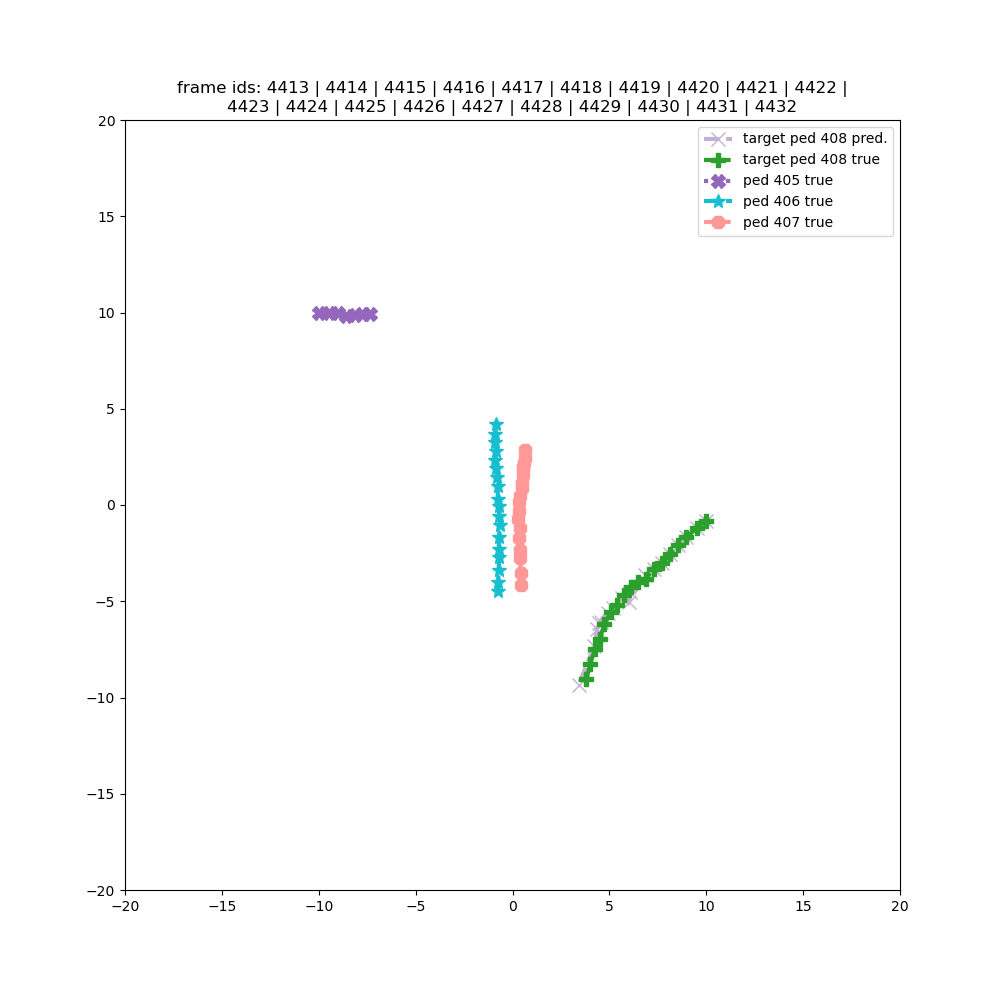 frame ids: 4413 | 4414 | 4415 | 4416 | 4417 | 4418 | 4419 | 4420 | 4421 | 4422 |
4423 | 4424 | 4425 | 4426 | 4427 | 4428 | 4429 | 4430 | 4431 | 4432
target ped 408 pred.
target ped 408 true
ped 405 true
ped 406 true
ped 407 true
20
15
10
5
0
−5
−10
−15
−20
−20 −15 −10 −5 0 5 10 15 20